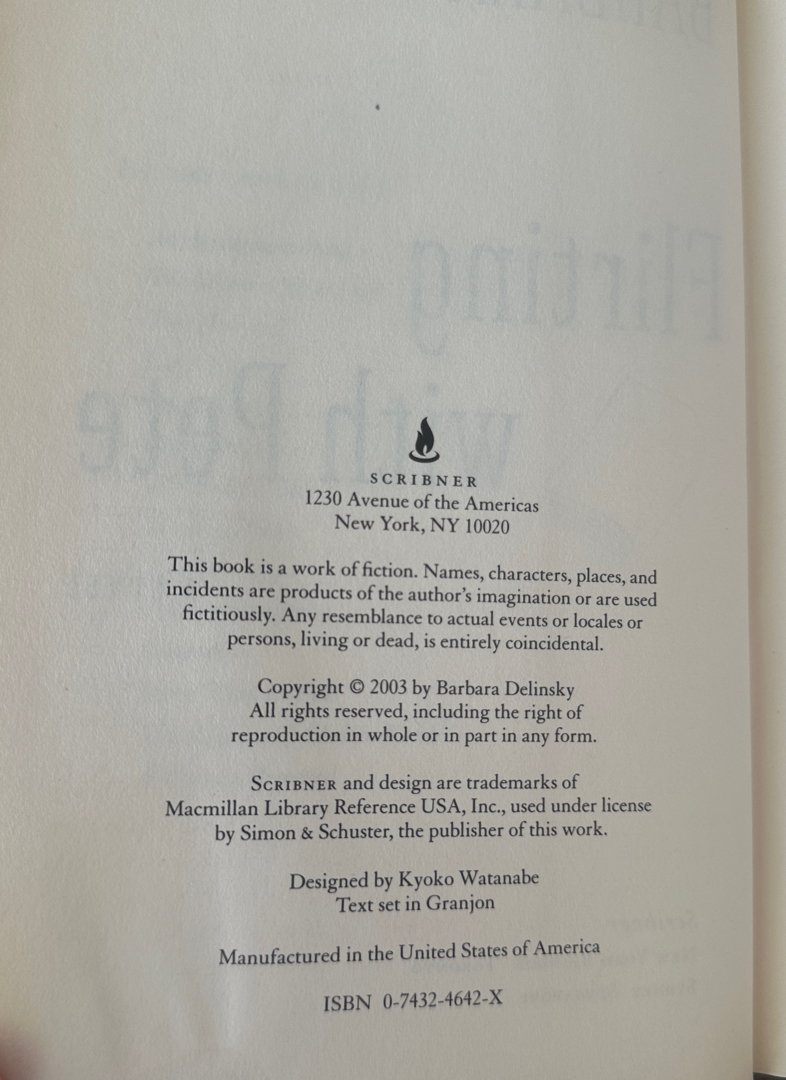 SCRIBNER
1230 Avenue of the Americas
New York, NY 10020
This book is a work of fiction. Names, characters, places, and
incidents are products of the author's imagination or are used
fictitiously. Any resemblance to actual events or locales or
persons, living or dead, is entirely coincidental.
Copyright © 2003 by Barbara Delinsky
All rights reserved, including the right of
reproduction in whole or in part in any form.
SCRIBNER and design are trademarks of
Macmillan Library Reference USA, Inc., used under license
by Simon & Schuster, the publisher of this work.
Designed by Kyoko Watanabe
Text set in Granjon
Manufactured in the United States of America
ISBN 0-7432-4642-X
Flirting
with Pete